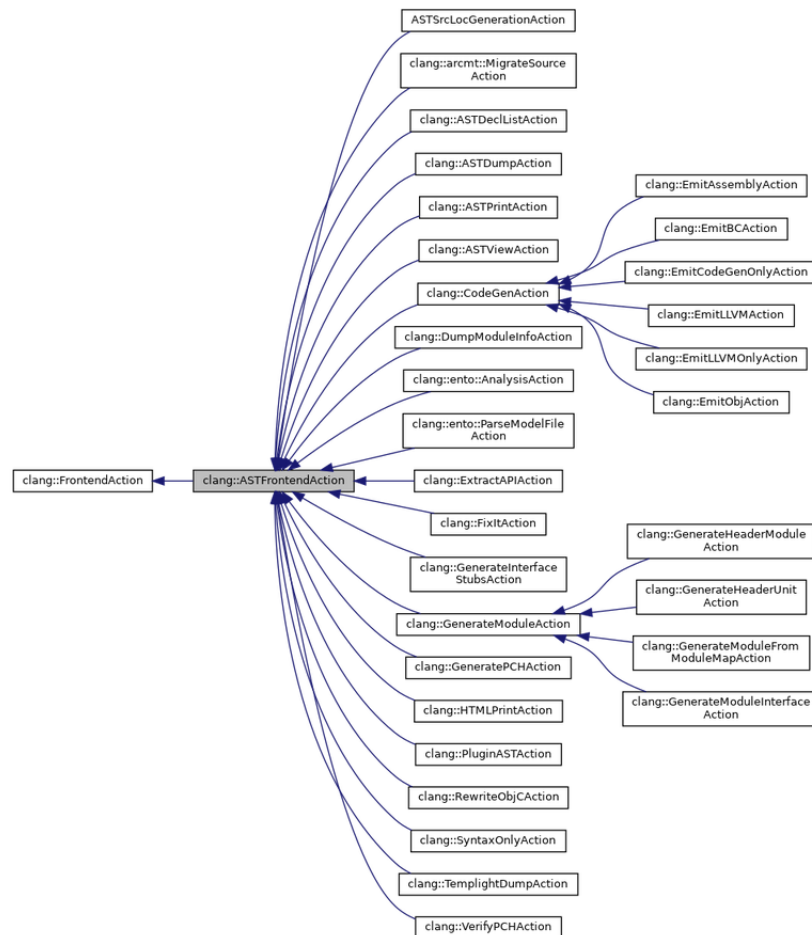 ASTSrcLocGenerationAction
clang::arcmt::MigrateSource
Action
clang::ASTDeclListAction
clang::ASTDumpAction
clang::ASTPrintAction
clang::ASTViewAction
clang::CodeGenAction
clang::DumpModuleInfoAction
clang::ento::AnalysisAction
clang::ento::ParseModelFile
Action
clang::FrontendAction
clang::ASTFrontendAction
clang::ExtractAPIAction
clang::FixItAction
clang::GenerateInterface
StubsAction
clang::GenerateModuleAction
clang::GeneratePCHAction
clang::HTMLPrintAction
clang::PluginASTAction
clang::RewriteObjCAction
clang::SyntaxOnlyAction
clang::TemplightDumpAction
clang::VerifyPCHAction
clang::EmitAssemblyAction
clang::EmitBCAction
clang::EmitCodeGenOnlyAction
clang::EmitLLVMAction
clang::EmitLLVMOnlyAction
clang::EmitObjAction
clang::GenerateHeaderModule
Action
clang::GenerateHeaderUnit
Action
clang::GenerateModuleFrom
ModuleMapAction
clang::GenerateModuleInterface
Action